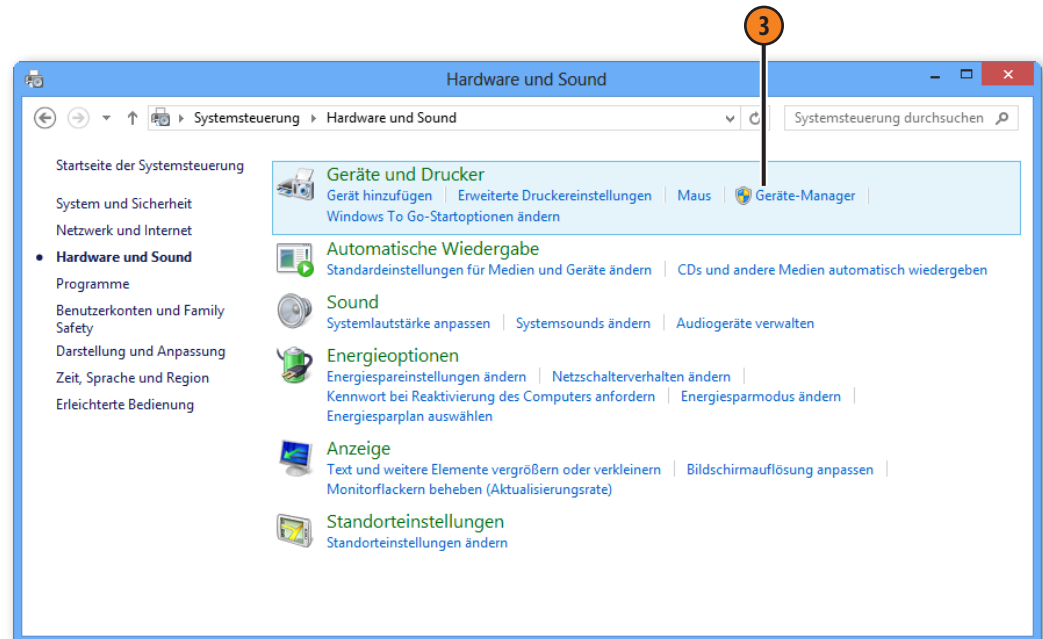 3
Hardware und Sound
Systemsteuerung Hardware und Sound
Systemsteuerung durchsuchen
Startseite der Systemsteuerung
System und Sicherheit
Netzwerk und Internet
Hardware und Sound
Programme
Benutzerkonten und Family
Safety
Darstellung und Anpassung
Zeit, Sprache und Region
Erleichterte Bedienung
Geräte und Drucker
Gerät hinzufügen Erweiterte Druckereinstellungen Maus Geräte-Manager
Windows To Go-Startoptionen ändern
Automatische Wiedergabe
Standardeinstellungen für Medien und Geräte ändern CDs und andere Medien automatisch wiedergeben
Sound
Systemlautstärke anpassen Systemsounds ändern Audiogeräte verwalten
Energieoptionen
Energiespareinstellungen ändern Netzschalterverhalten ändern
Kennwort bei Reaktivierung des Computers anfordern Energiesparmodus ändern
Energiesparplan auswählen
Anzeige
Text und weitere Elemente vergrößern oder verkleinern Bildschirmauflösung anpassen
Monitorflackern beheben (Aktualisierungsrate)
Standorteinstellungen
Standorteinstellungen ändern